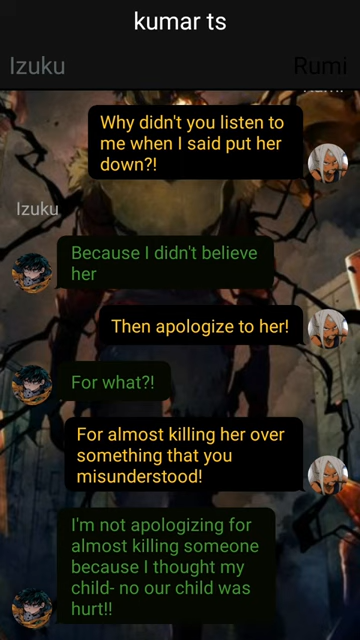 kumar ts
Izuku
Rumi
Why didn't you listen to
me when I said put her
down?!
Izuku
Because I didn't believe
her
Then apologize to her!
For what?!
For almost killing her over
something that you
misunderstood!
I'm not apologizing for
almost killing someone
because I thought my
child- no our child was
hurt!!